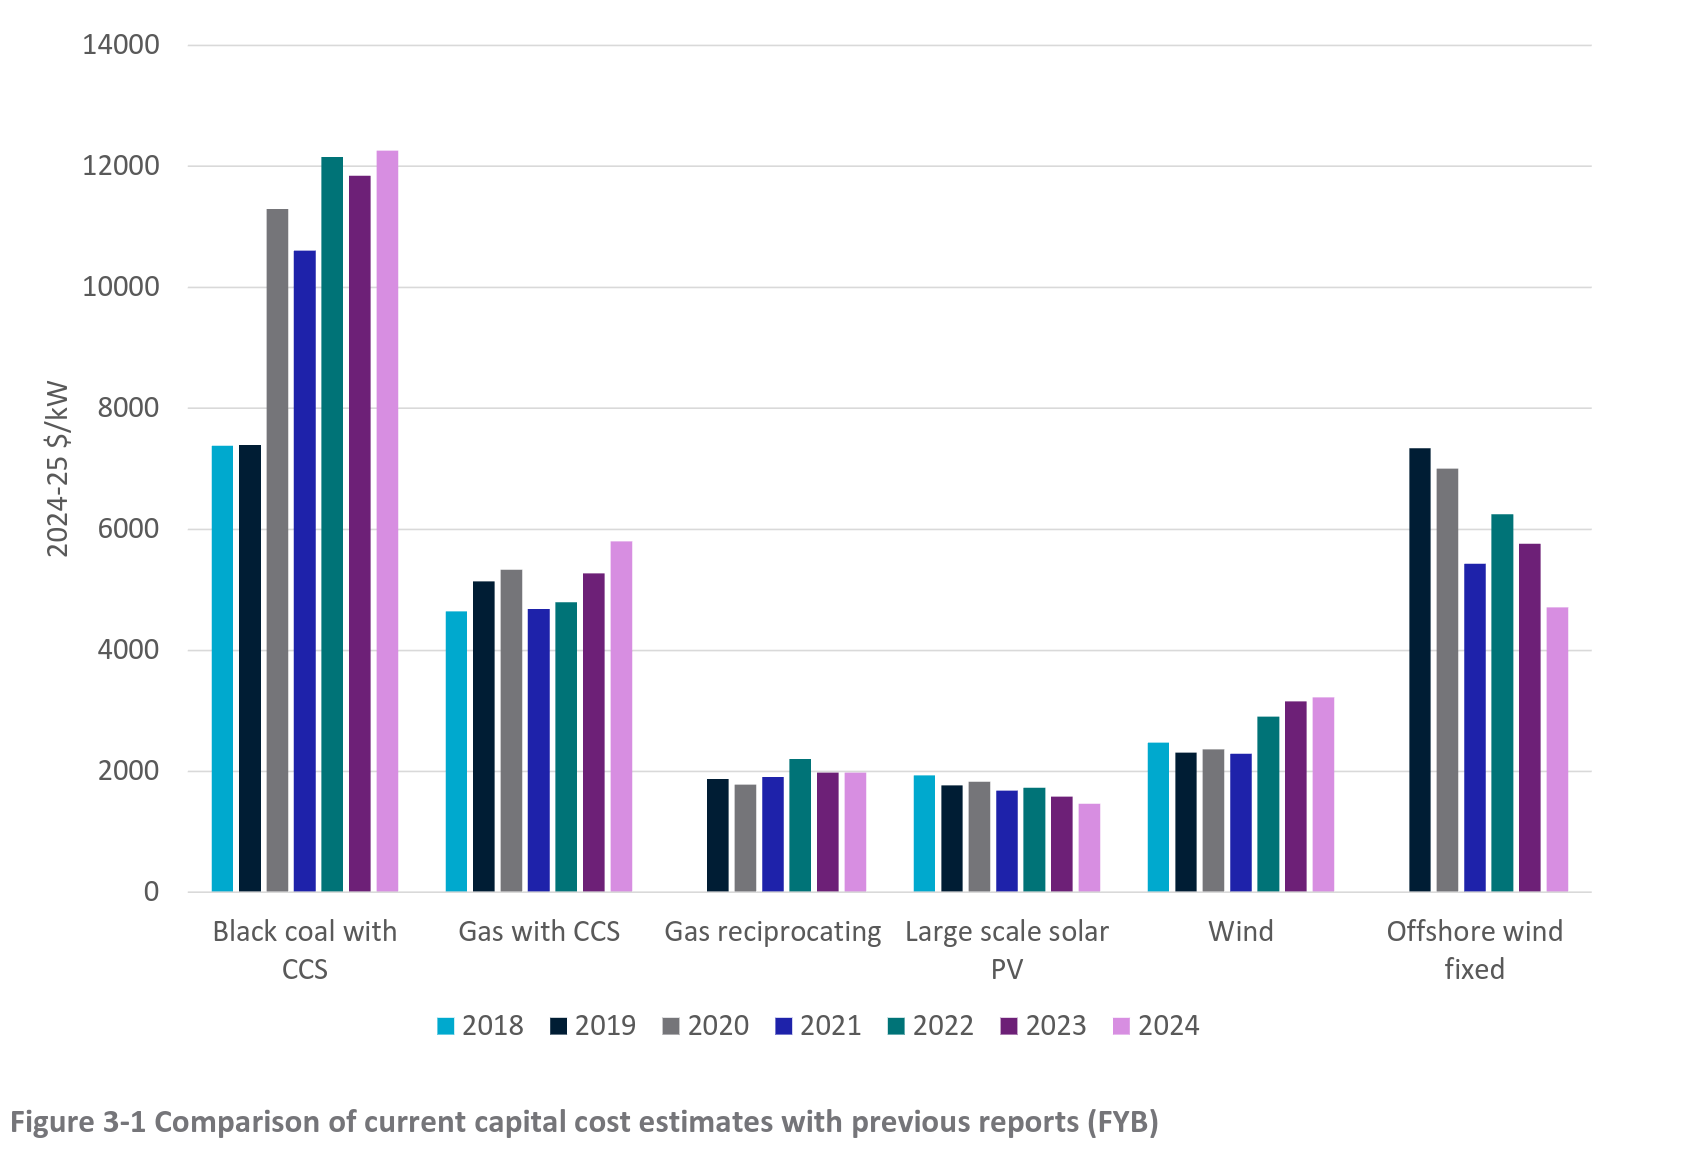 14000
12000
10000
8000
6000
4000
2000
0
2024-25 $/kW
Black coal with
CCS
Gas with CCS
Gas reciprocating
Large scale solar
PV
Wind
Offshore wind
fixed
2018 2019 2020 2021 2022 2023 2024
Figure 3-1 Comparison of current capital cost estimates with previous reports (FYB)